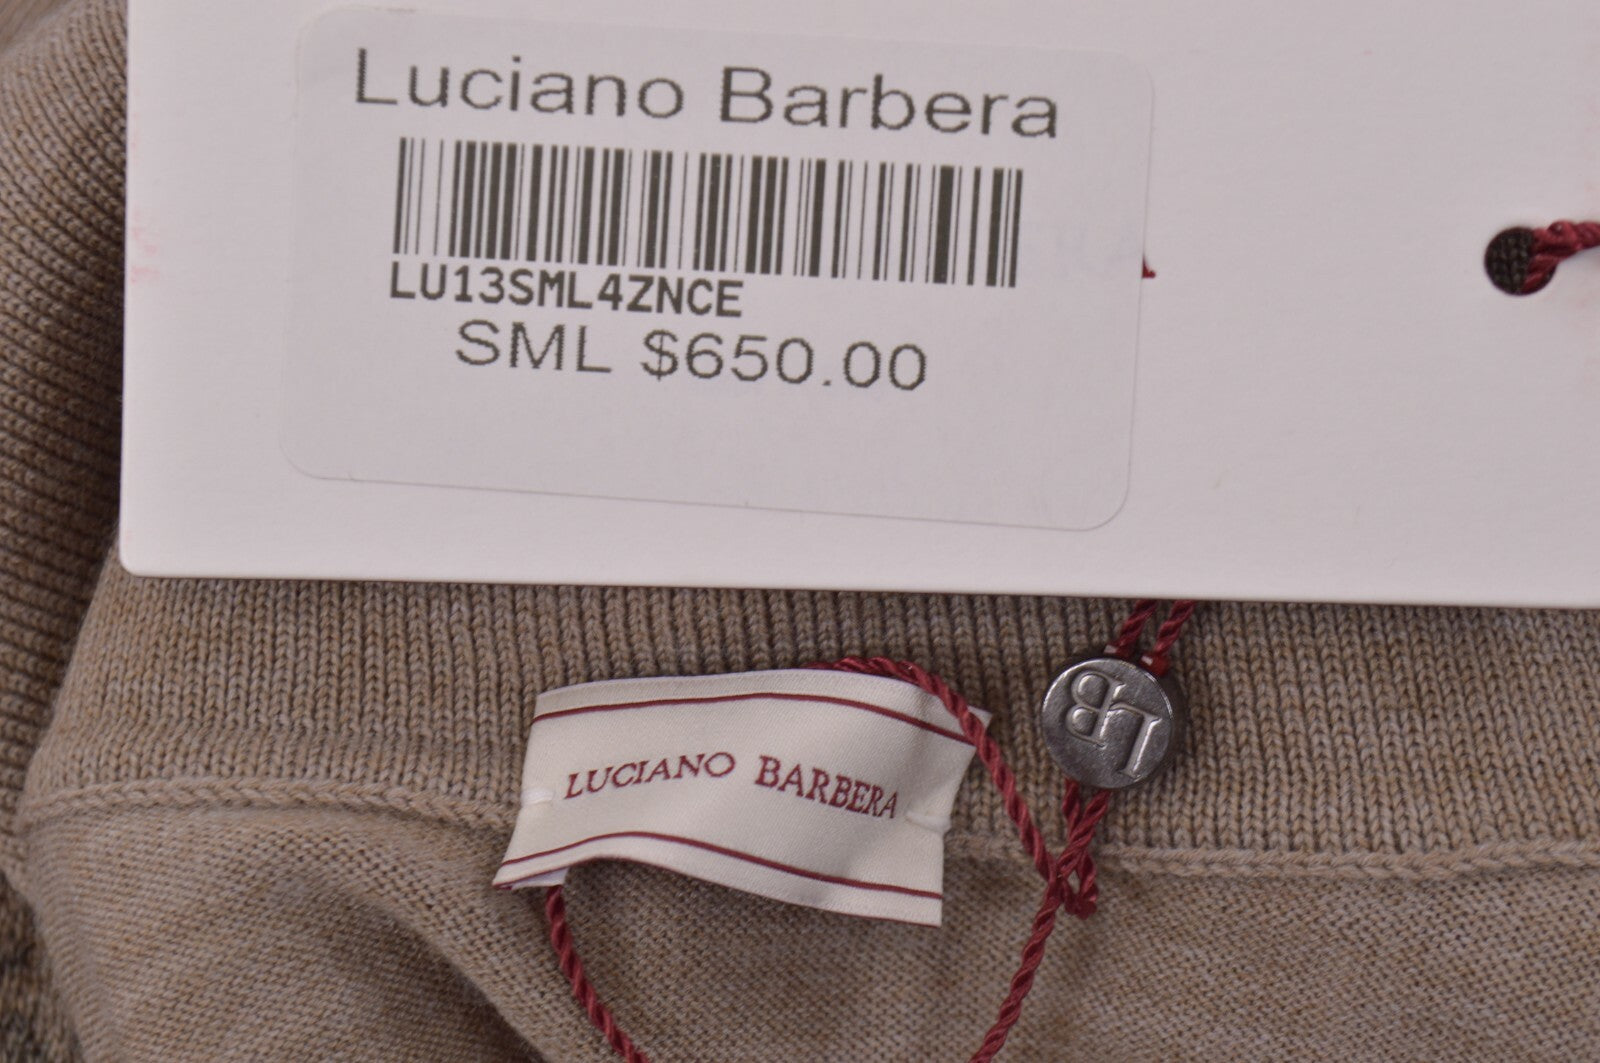 Luciano Barbera
LU13SML4ZNCE
SML $650.00
LUCIANO BARBERA
LB